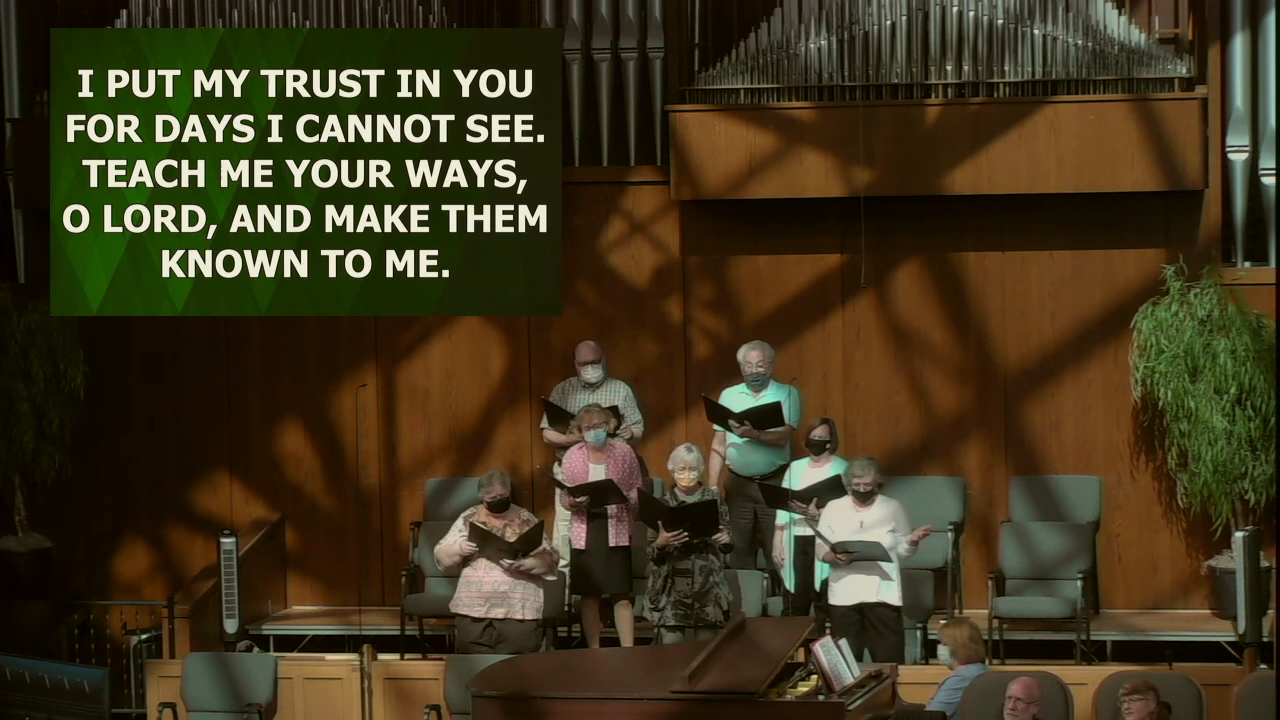 I PUT MY TRUST IN YOU
FOR DAYS I CANNOT SEE.
TEACH ME YOUR WAYS,
O LORD, AND MAKE THEM
KNOWN TO ME.